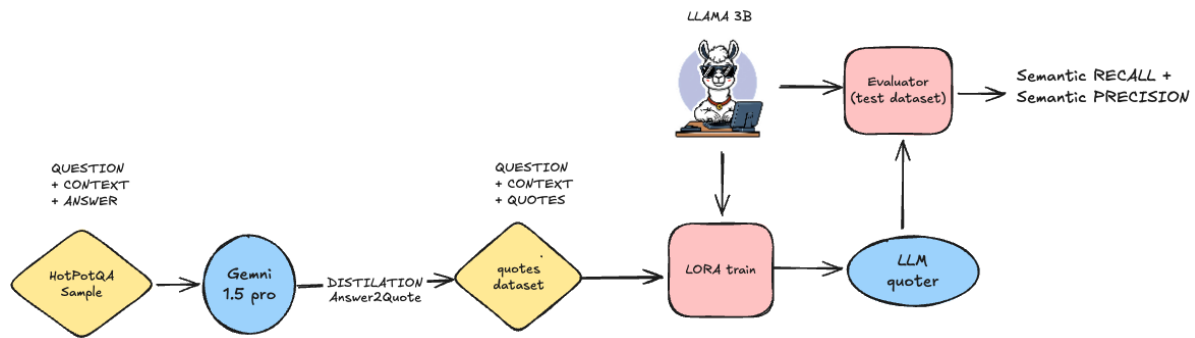 LLAMA 3B
Evaluator
(test dataset)
Semantic RECALL +
Semantic PRECISION
QUESTION
+ CONTEXT
+ ANSWER
QUESTION
+ CONTEXT
+ QUOTES
HotPotQA
Sample
Gemni
1.5 pro
DISTILATION
Answer2Quote
quotes
dataset
LORA train
LLM
quoter